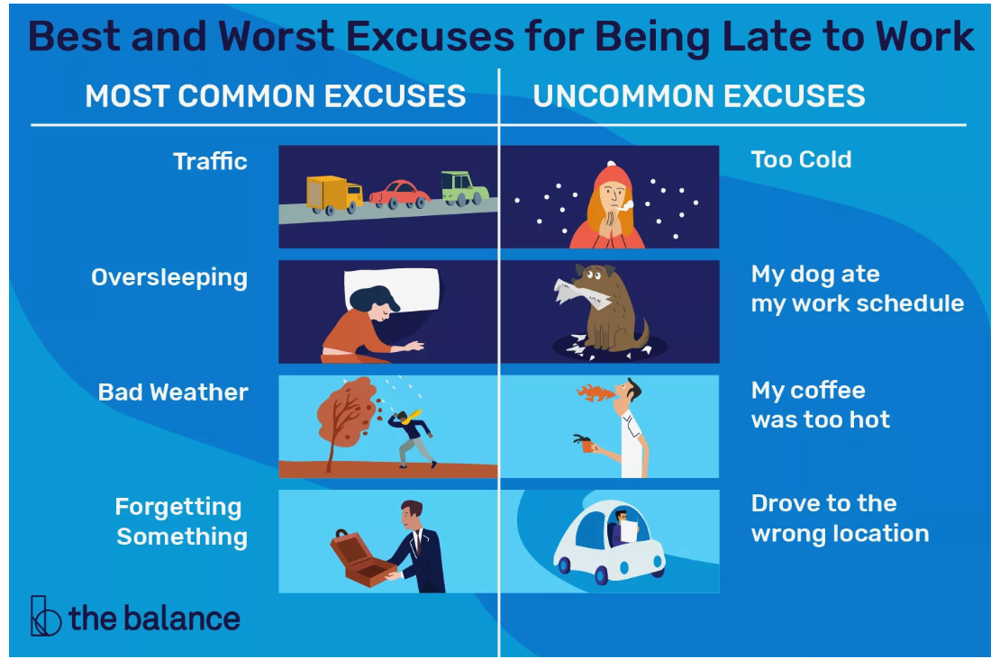 Best and Worst Excuses for Being Late to Work
MOST COMMON EXCUSES
UNCOMMON EXCUSES
Traffic
Too Cold
Oversleeping
My dog ate
my work schedule
Bad Weather
My coffee
was too hot
Forgetting
Something
Drove to the
wrong location
the balance